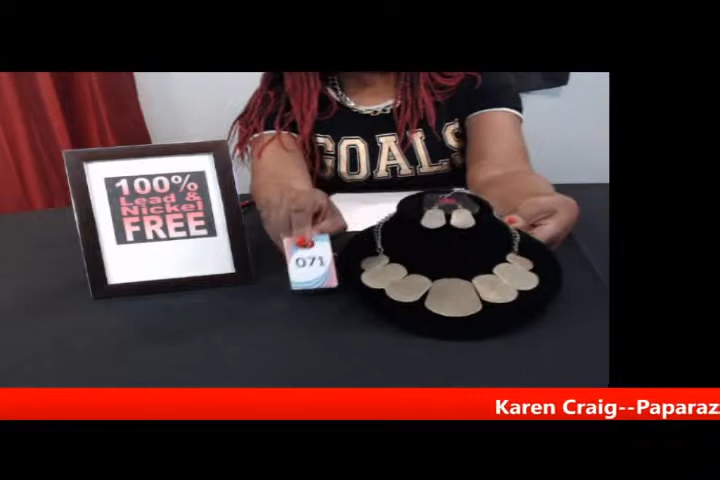 GOALS
100%
Lead &
Nickel
FREE
071
Karen Craig--Paparaz